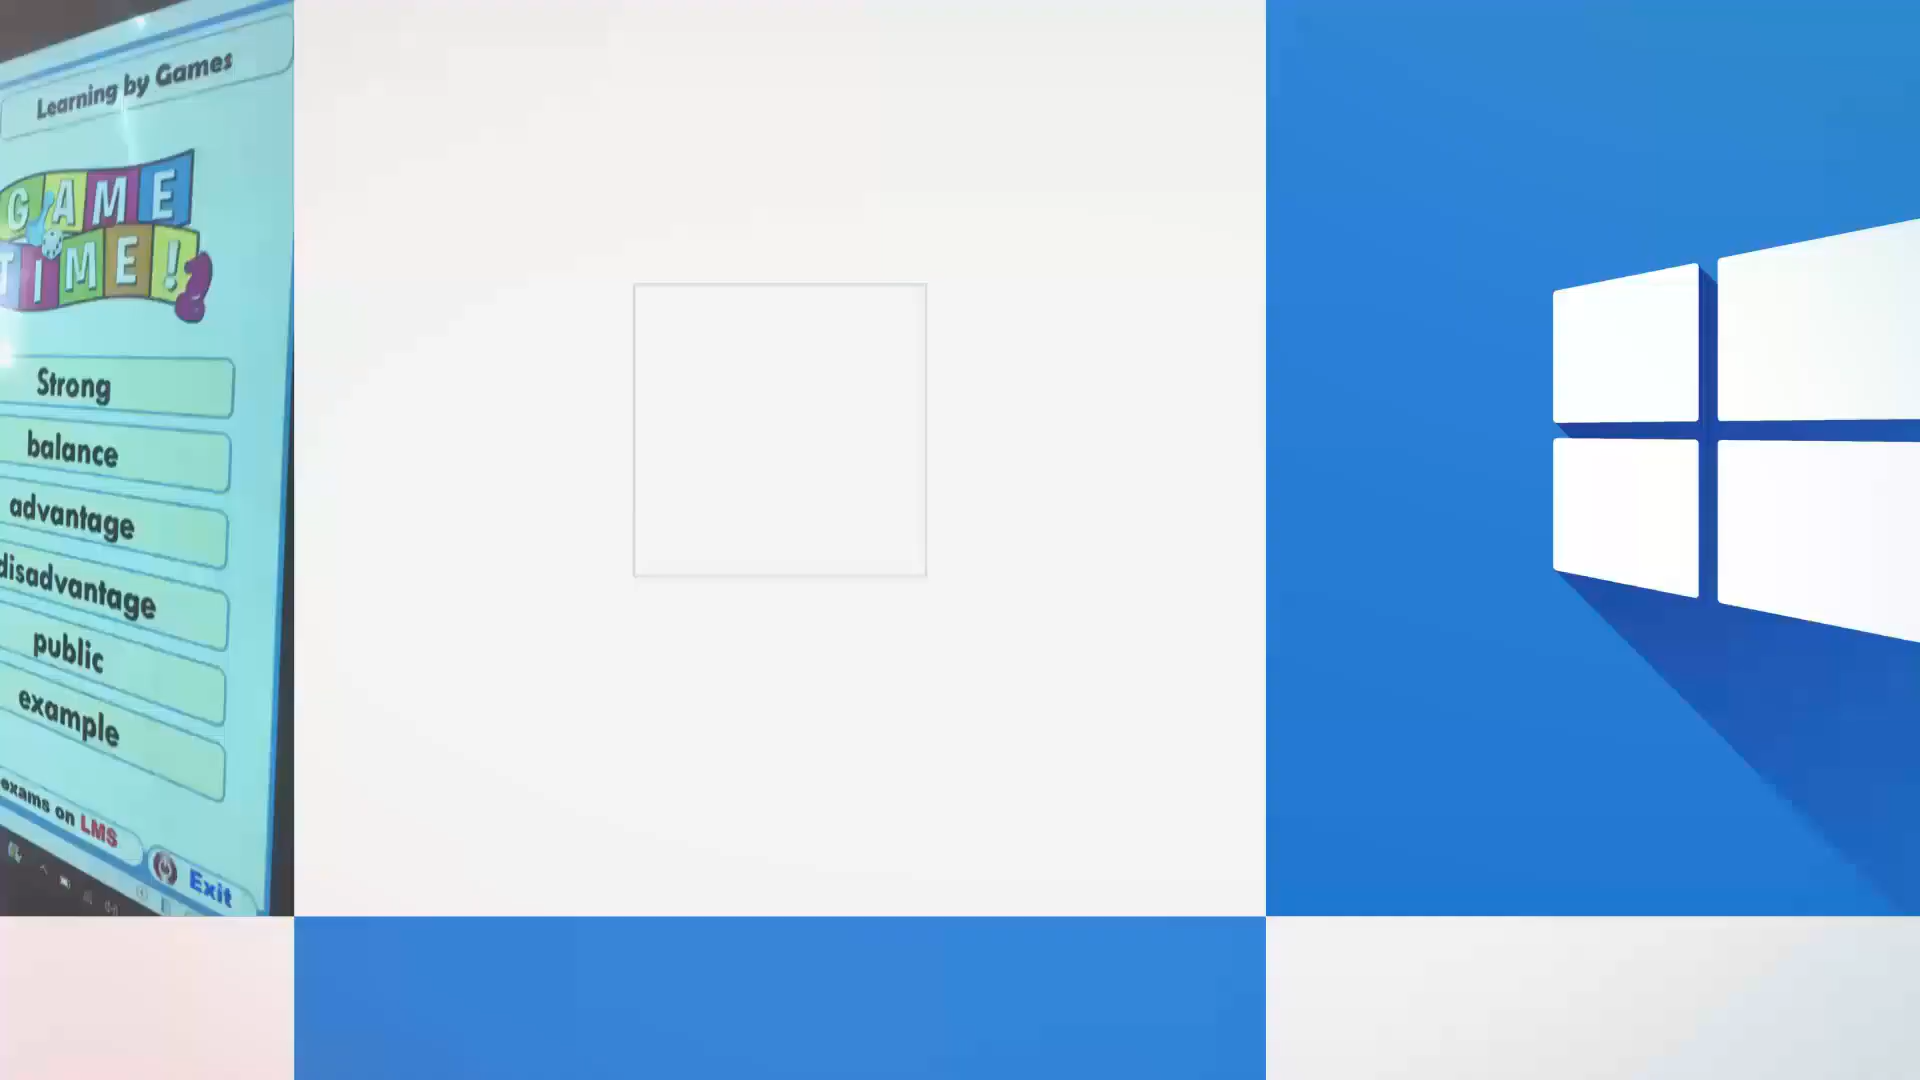 Learning by Games
GAME
TIME!
Strong
balance
advantage
disadvantage
public
example
exams on LMS
Exit